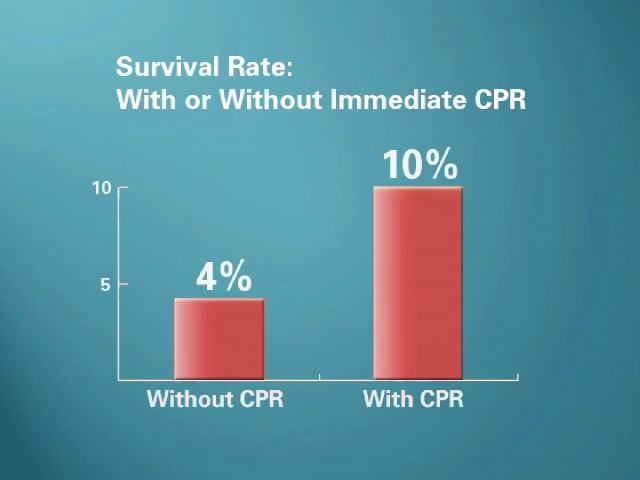 Survival Rate:
With or Without Immediate CPR
10%
10
4%
5
Without CPR
With CPR